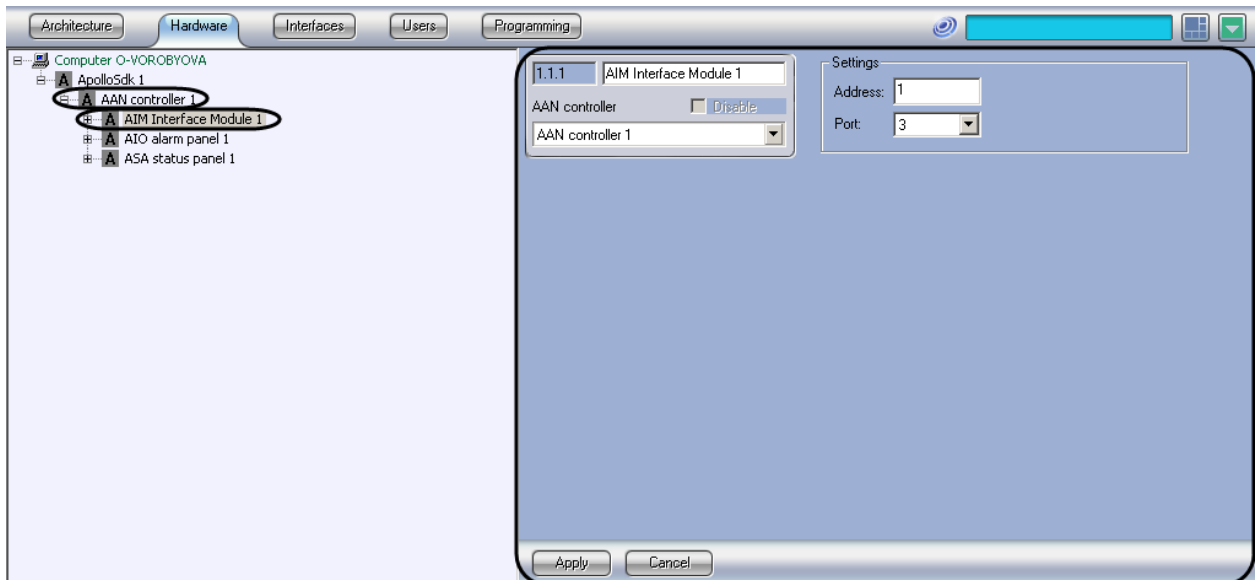 Architecture Hardware Interfaces Users Programming
Computer O-VOROBYOVA
A ApolloSdk 1
A AAN controller 1
A AIM Interface Module 1
A AIO alarm panel 1
A ASA status panel 1
1.1.1 AIM Interface Module 1
AAN controller Disable
AAN controller 1
Settings
Address: 1
Port: 3
Apply Cancel